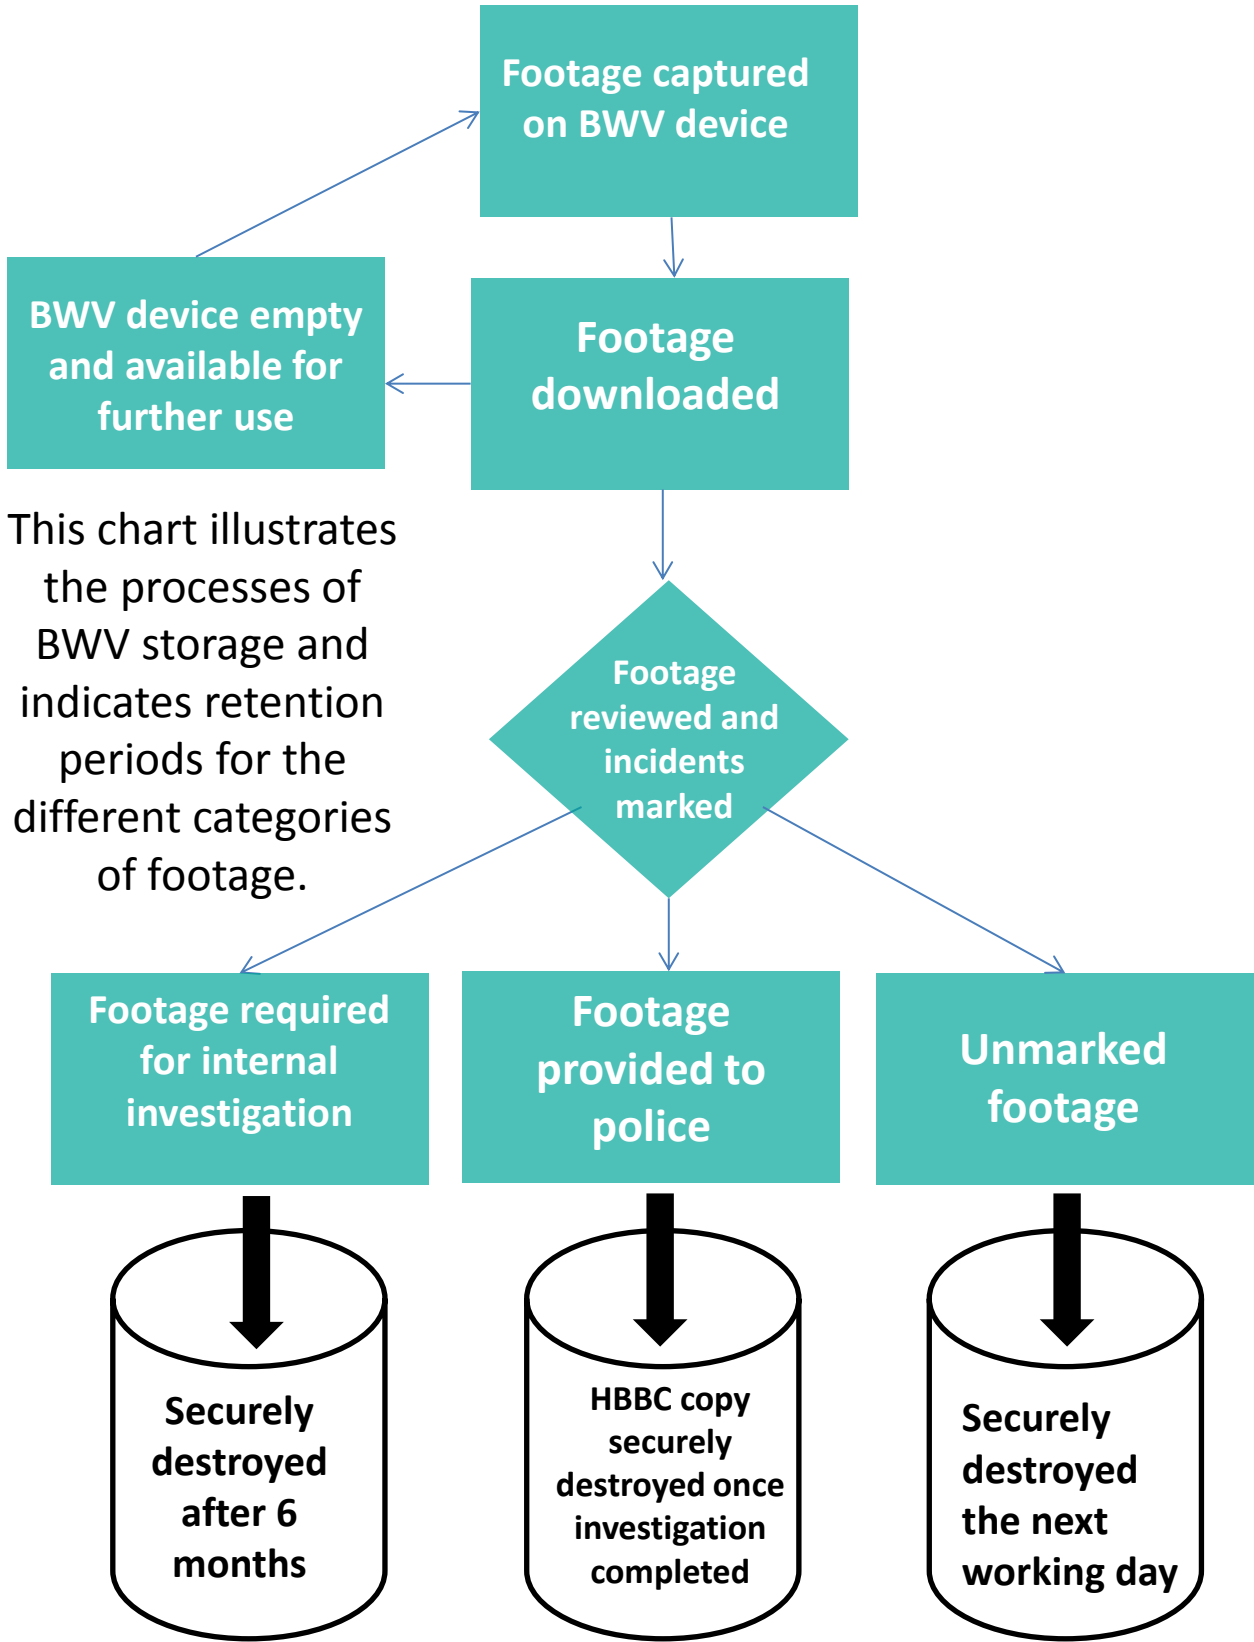 Footage captured
on BWV device
BWV device empty
and available for
further use
Footage
downloaded
This chart illustrates
the processes of
BWV storage and
indicates retention
periods for the
different categories
of footage.
Footage
reviewed and
incidents
marked
Footage required
for internal
investigation
Footage
provided to
police
Unmarked
footage
Securely
destroyed
after 6
months
HBBC copy
securely
destroyed once
investigation
completed
Securely
destroyed
the next
working day